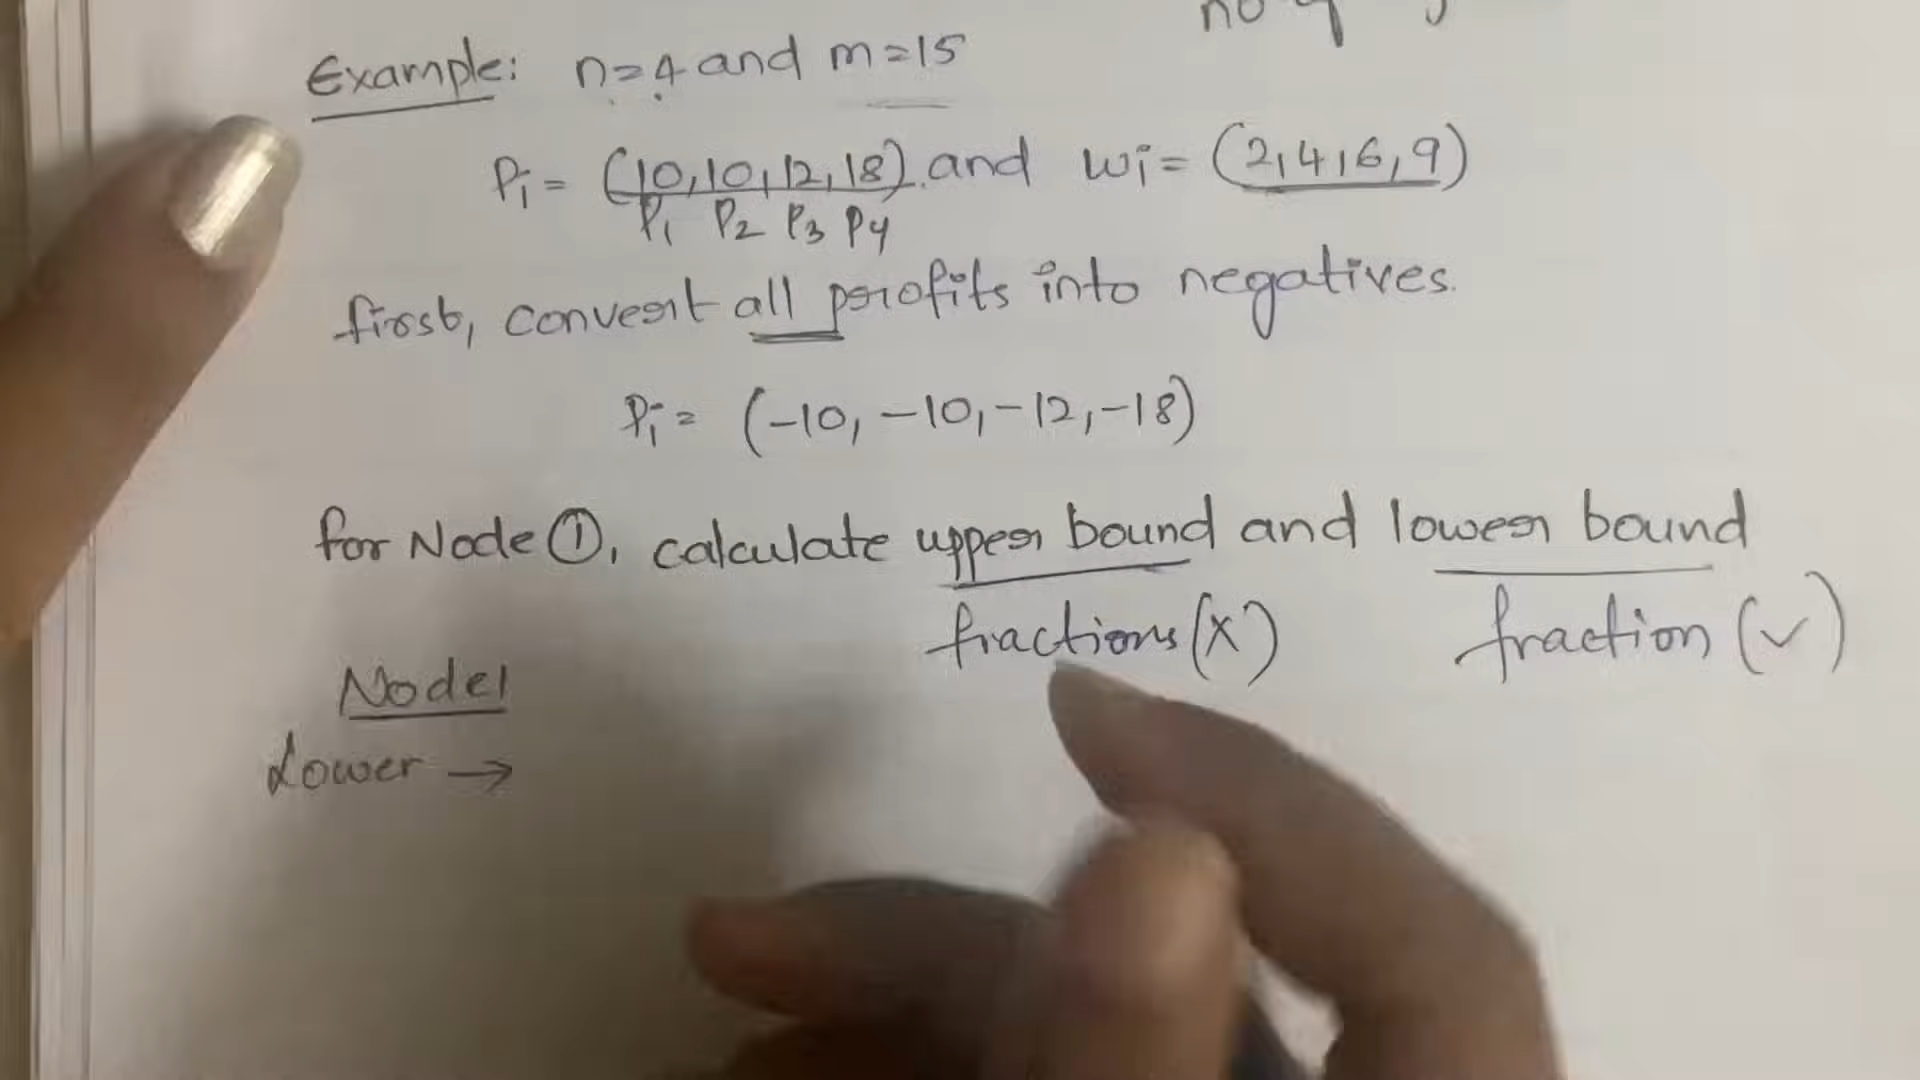 Example: n=4 and m=15
Pi = (10,10,12,18) and wi = (2,4,6,9)
P1 P2 P3 P4
first, convert all profits into negatives.
Pi = (-10, -10, -12, -18)
for Node ①, calculate upper bound and lower bound
fractions (x) fraction (✓)
Node1
Lower →